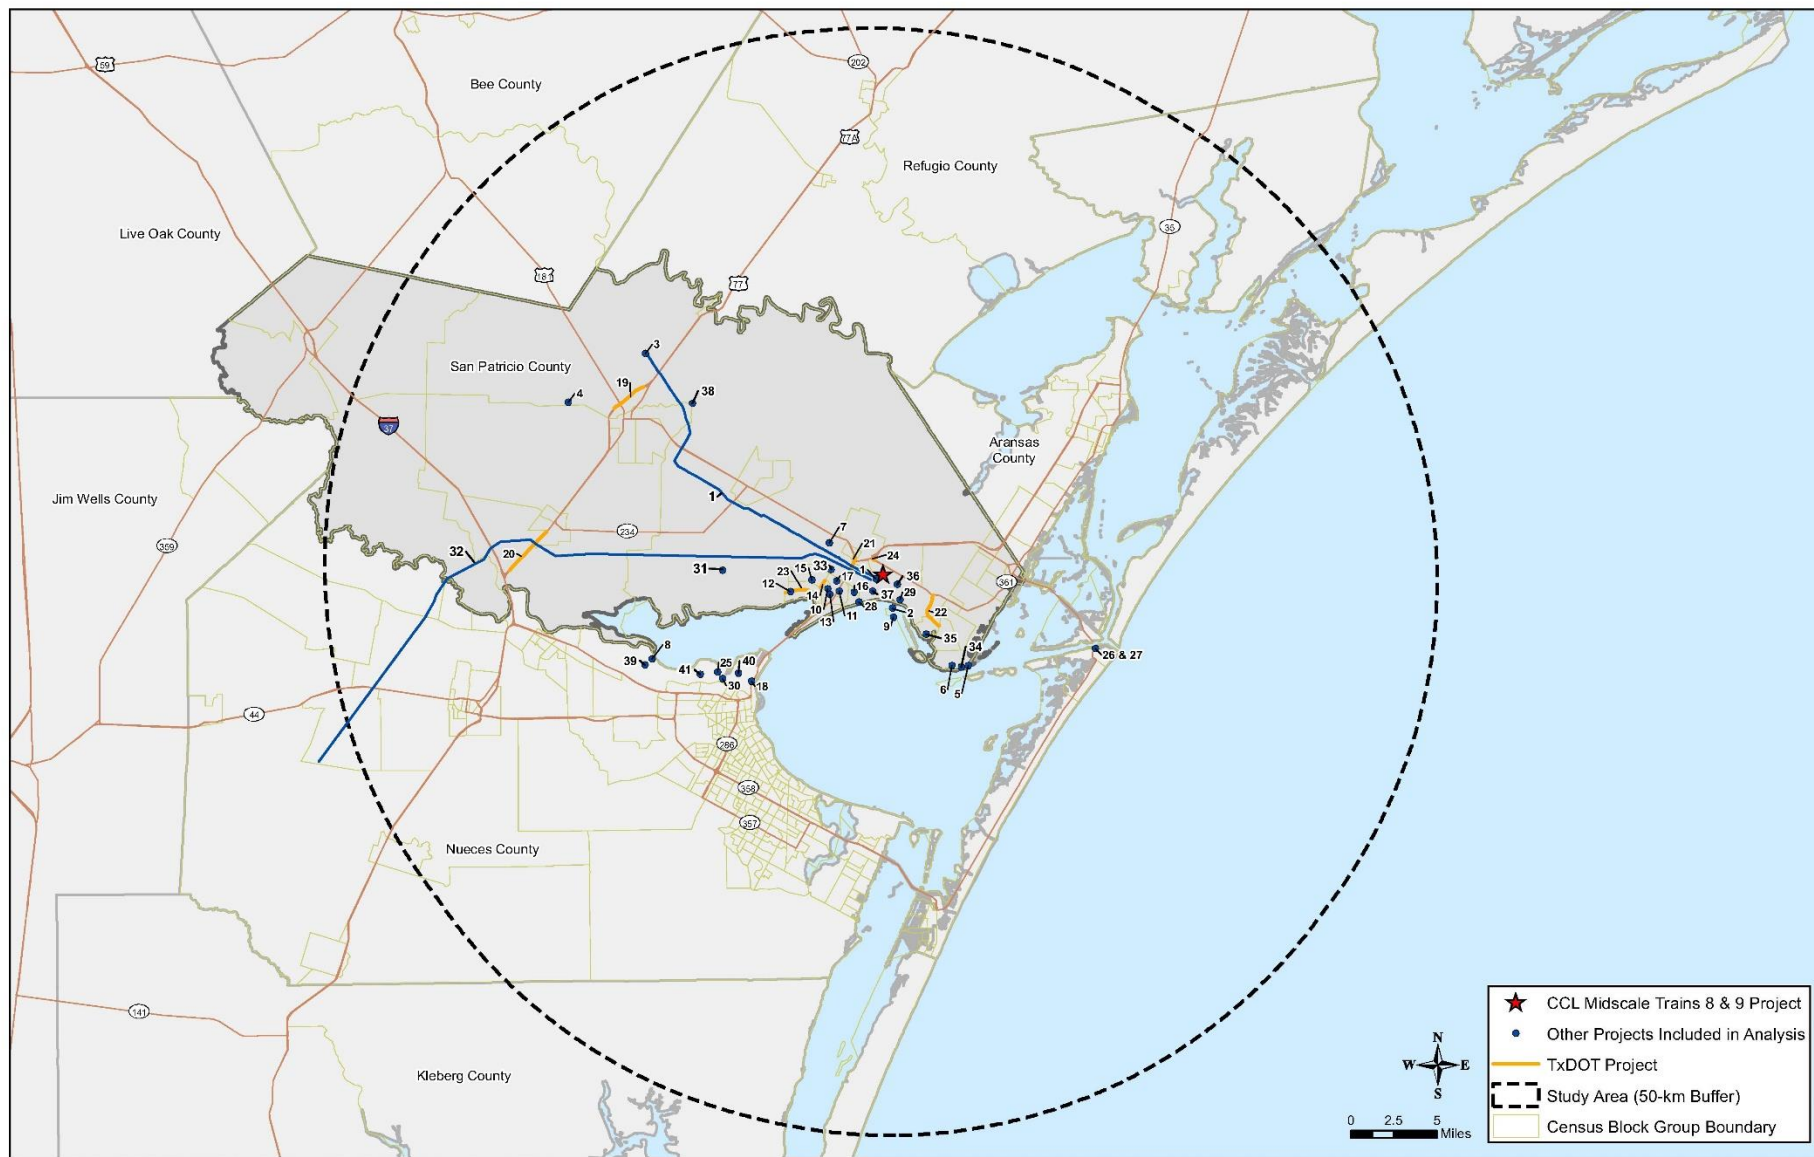 59
Bee County
202
77A
Refugio County
Live Oak County
35
181
77
3
San Patricio County
19
4
38
37
Aransas
County
Jim Wells County
1
234
7
359
32
20
21
24
31
23
15
33
17
1
36
361
12
14
16
37
29
10
11
28
2
22
13
9
35
8
34
26 & 27
39
41
25
40
30
18
6
5
44
286
358
357
Nueces County
141
Kleberg County
CCL Midscale Trains 8 & 9 Project
Other Projects Included in Analysis
TxDOT Project
Study Area (50-km Buffer)
Census Block Group Boundary
N
W
E
S
0
2.5
5
Miles